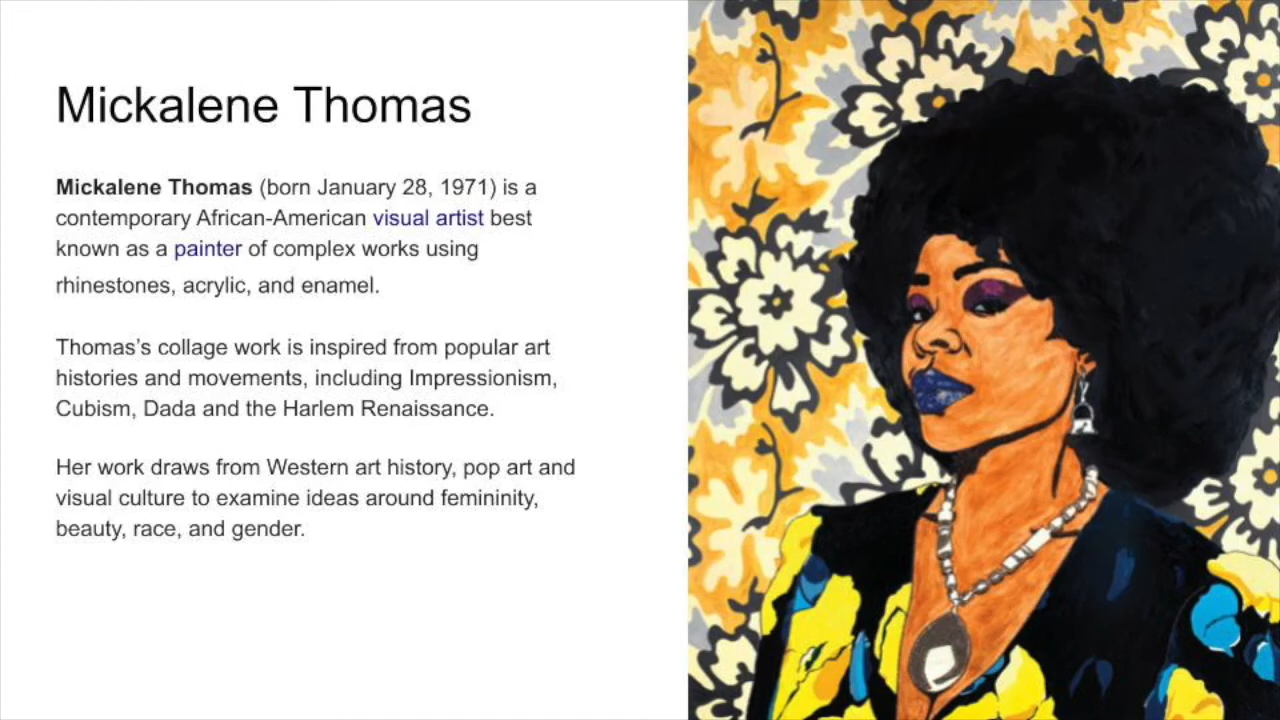 Mickalene Thomas
Mickalene Thomas (born January 28, 1971) is a
contemporary African-American visual artist best
known as a painter of complex works using
rhinestones, acrylic, and enamel.
Thomas’s collage work is inspired from popular art
histories and movements, including Impressionism,
Cubism, Dada and the Harlem Renaissance.
Her work draws from Western art history, pop art and
visual culture to examine ideas around femininity,
beauty, race, and gender.